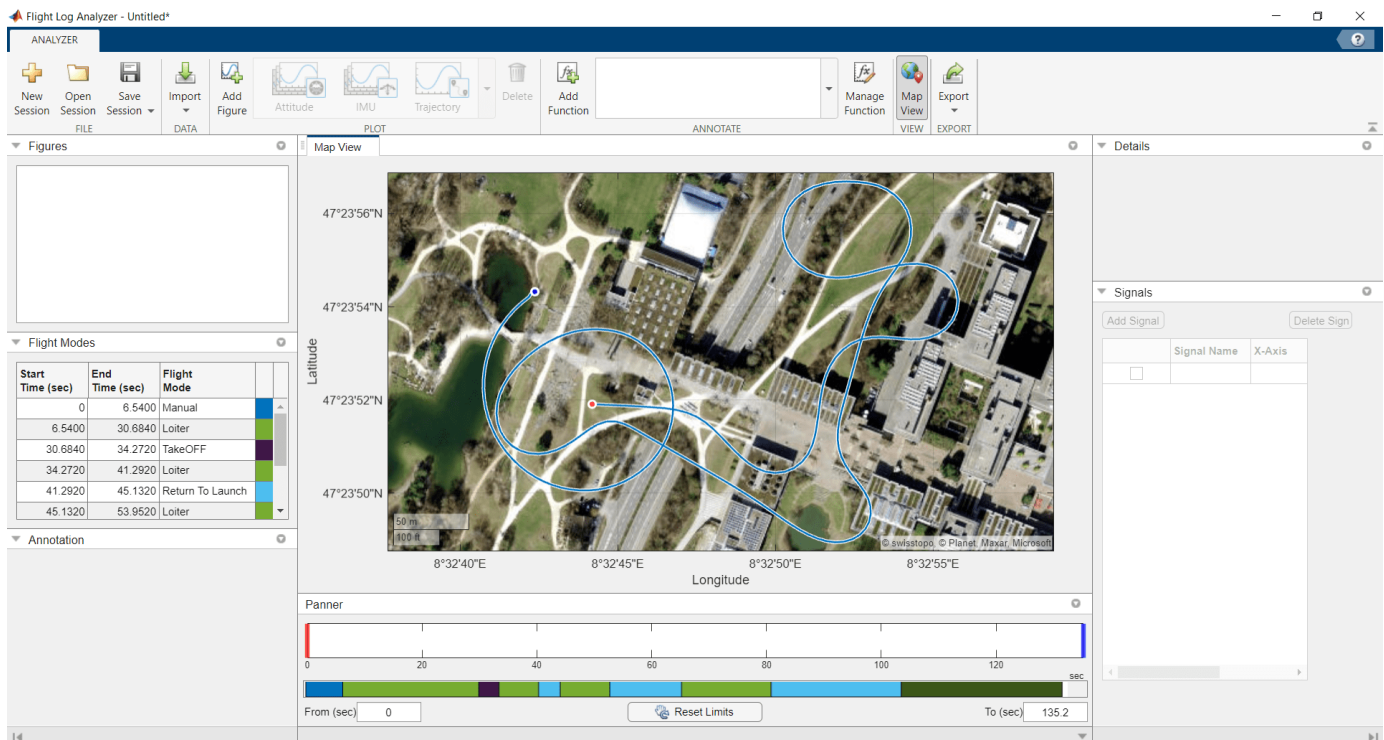 Flight Log Analyzer - Untitled*
ANALYZER
?
New Session
Open Session
Save Session
Import
Add Figure
Attitude
IMU
Trajectory
Delete
Add Function
Manage Function
Map View
Export
FILE
DATA
PLOT
ANNOTATE
VIEW
EXPORT
Figures
Map View
Details
47°23'56"N
47°23'54"N
47°23'52"N
47°23'50"N
Latitude
50 m
100 ft
© swisstopo, © Planet, Maxar, Microsoft
8°32'40"E 8°32'45"E 8°32'50"E 8°32'55"E
Longitude
Flight Modes
Start Time (sec) End Time (sec) Flight Mode
0 6.5400 Manual
6.5400 30.6840 Loiter
30.6840 34.2720 TakeOFF
34.2720 41.2920 Loiter
41.2920 45.1320 Return To Launch
45.1320 53.9520 Loiter
Annotation
Panner
0 20 40 60 80 100 120
sec
From (sec) 0
Reset Limits
To (sec) 135.2
Signals
Add Signal
Delete Sign
Signal Name X-Axis